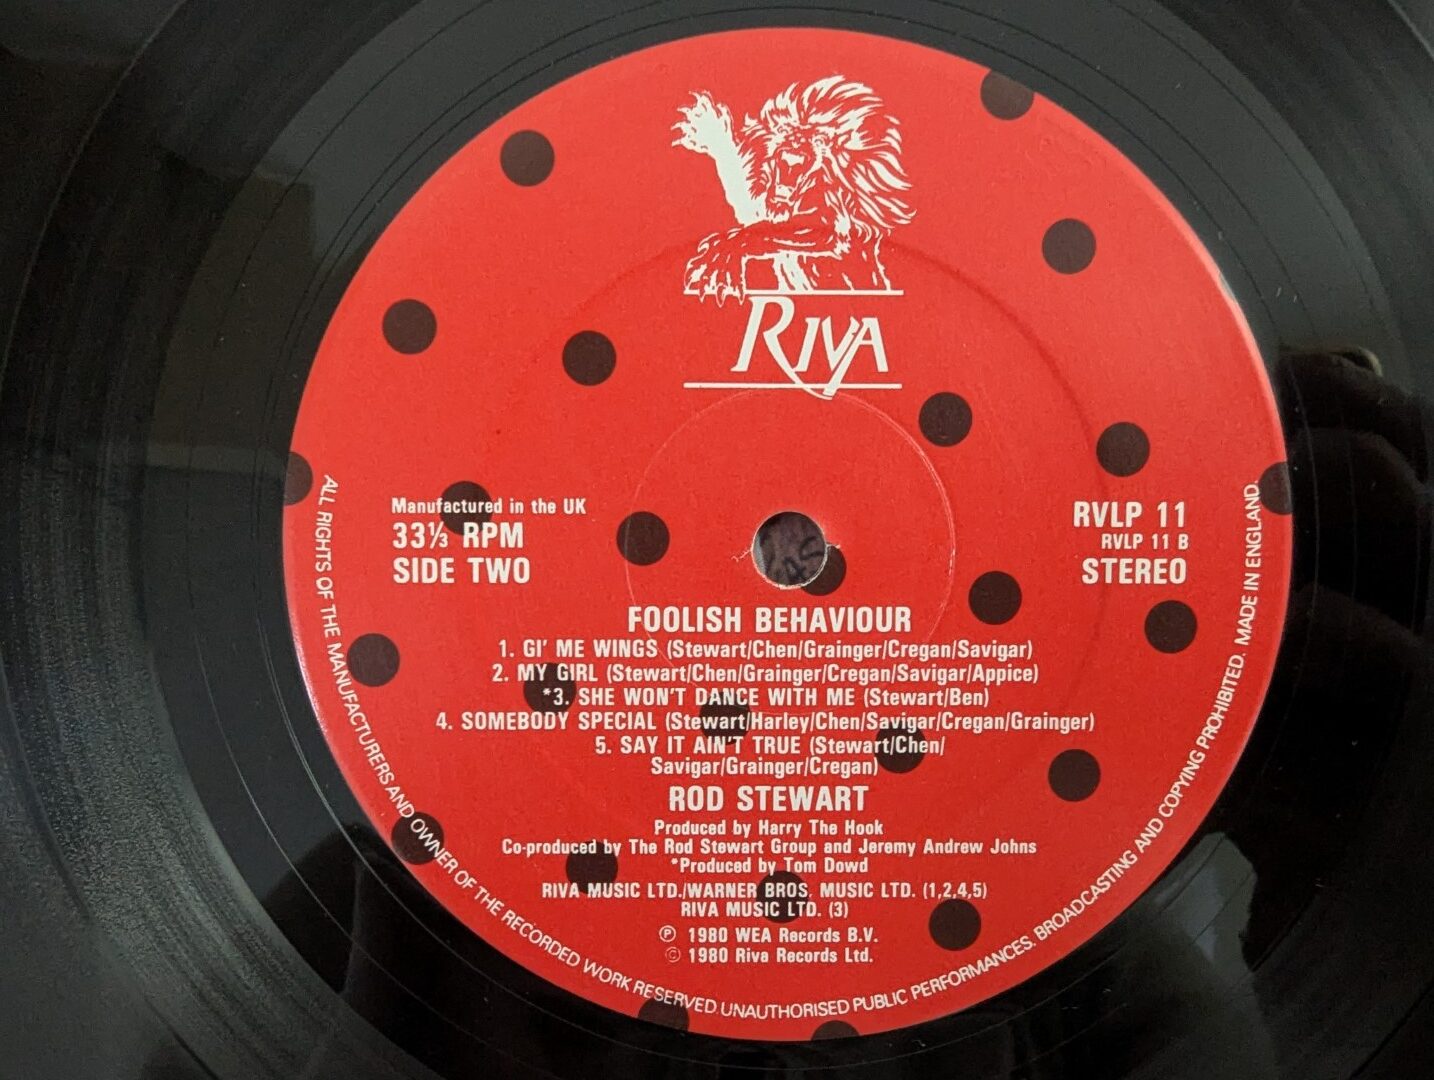 RIVA
Manufactured in the UK
33⅓ RPM
SIDE TWO
RVLP 11
RVLP 11 B
STEREO
FOOLISH BEHAVIOUR
1. GI' ME WINGS (Stewart/Chen/Grainger/Cregan/Savigar)
2. MY GIRL (Stewart/Chen/Grainger/Cregan/Savigar/Appice)
*3. SHE WON'T DANCE WITH ME (Stewart/Ben)
4. SOMEBODY SPECIAL (Stewart/Harley/Chen/Savigar/Cregan/Grainger)
5. SAY IT AIN'T TRUE (Stewart/Chen/
Savigar/Grainger/Cregan)
ROD STEWART
Produced by Harry The Hook
Co-produced by The Rod Stewart Group and Jeremy Andrew Johns
*Produced by Tom Dowd
RIVA MUSIC LTD./WARNER BROS. MUSIC LTD. (1,2,4,5)
RIVA MUSIC LTD. (3)
℗ 1980 WEA Records B.V.
© 1980 Riva Records Ltd.
ALL RIGHTS OF THE MANUFACTURERS AND OWNER OF THE RECORDED WORK RESERVED. UNAUTHORISED PUBLIC PERFORMANCES. BROADCASTING AND COPYING PROHIBITED. MADE IN ENGLAND.